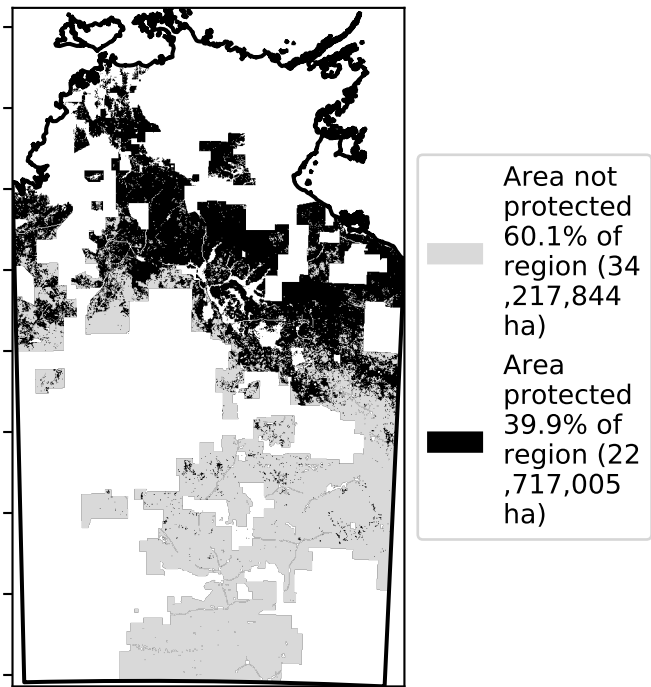 Area not
protected
60.1% of
region (34
,217,844
ha)
Area
protected
39.9% of
region (22
,717,005
ha)